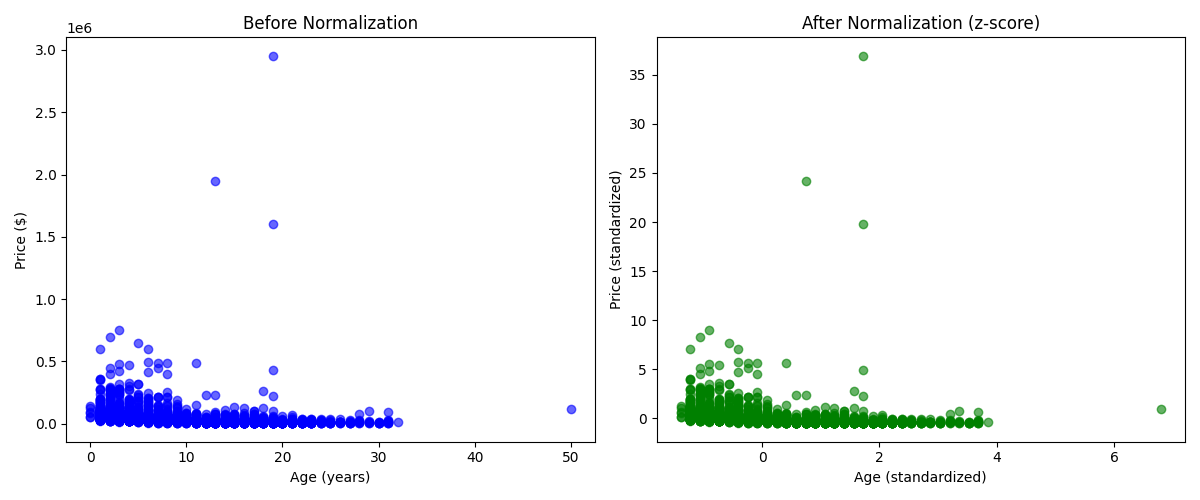 Before Normalization
1e6
3.0
2.5
2.0
1.5
1.0
0.5
0.0
Price ($)
0 10 20 30 40 50
Age (years)
After Normalization (z-score)
35
30
25
20
15
10
5
0
Price (standardized)
0 2 4 6
Age (standardized)